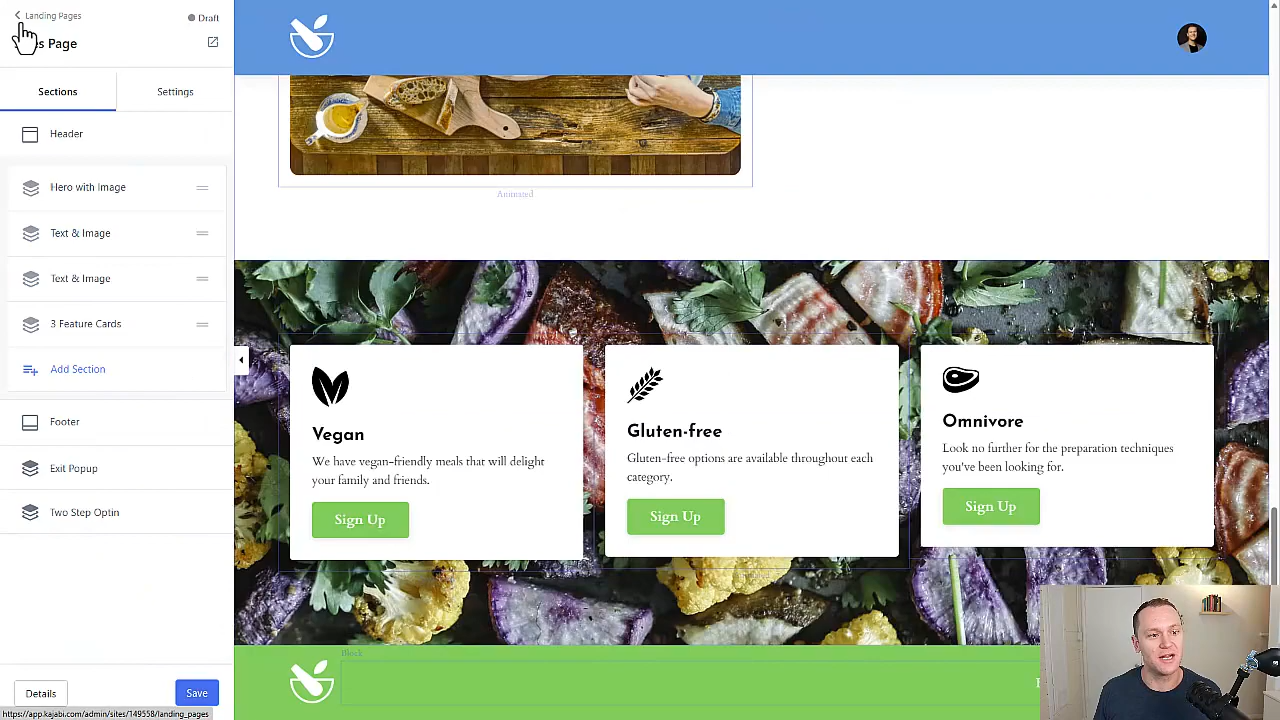 Landing Pages
Draft
s Page
Sections
Settings
Header
Hero with Image
Text & Image
Text & Image
3 Feature Cards
Add Section
Footer
Exit Popup
Two Step Optin
Details
Save
https://app.kajabi.com/admin/sites/149558/landing_pages
Animated
Vegan
We have vegan-friendly meals that will delight
your family and friends.
Sign Up
Gluten-free
Gluten-free options are available throughout each
category.
Sign Up
Omnivore
Look no further for the preparation techniques
you've been looking for.
Sign Up
Block